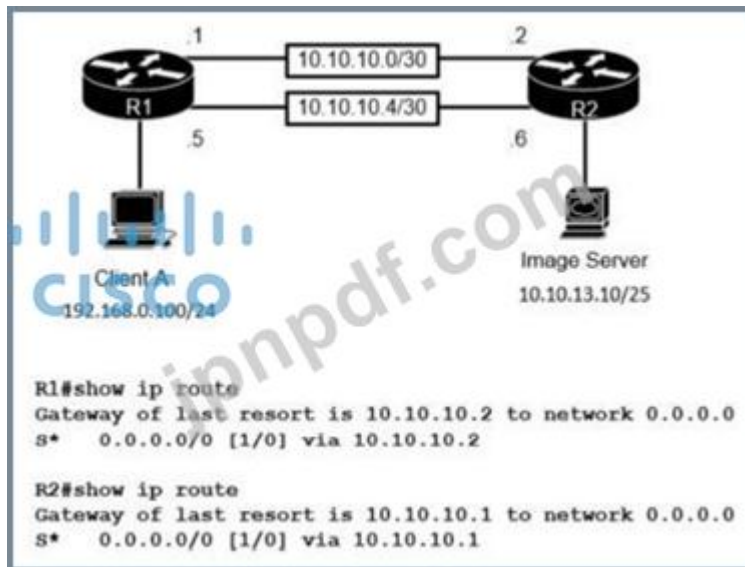 .1
10.10.10.0/30
.2
R1
10.10.10.4/30
R2
.5
.6
Client A
192.168.0.100/24
Image Server
10.10.13.10/25
CISCO
jpnpdf.com
R1#show ip route
Gateway of last resort is 10.10.10.2 to network 0.0.0.0
S* 0.0.0.0/0 [1/0] via 10.10.10.2
R2#show ip route
Gateway of last resort is 10.10.10.1 to network 0.0.0.0
S* 0.0.0.0/0 [1/0] via 10.10.10.1